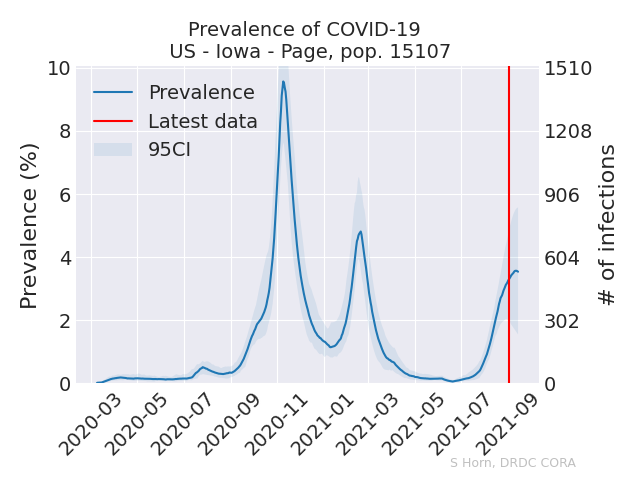 Prevalence of COVID-19
US - Iowa - Page, pop. 15107
Prevalence
Latest data
95CI
Prevalence (%)
10
8
6
4
2
0
1510
1208
906
604
302
0
# of infections
2020-03
2020-05
2020-07
2020-09
2020-11
2021-01
2021-03
2021-05
2021-07
2021-09
S Horn, DRDC CORA